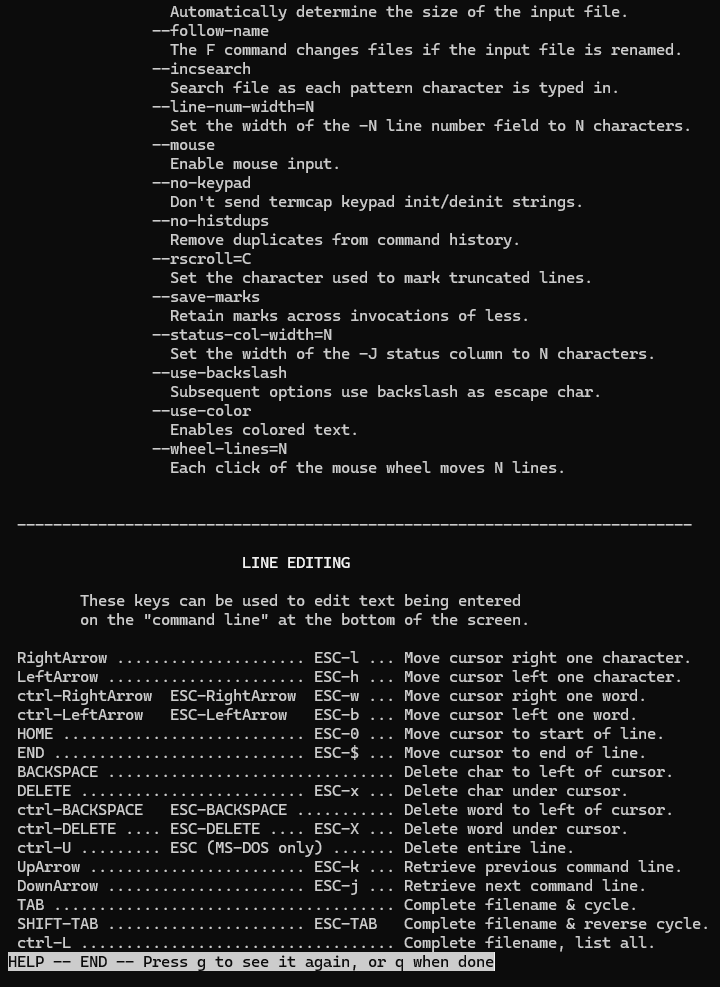 Automatically determine the size of the input file.
--follow-name
The F command changes files if the input file is renamed.
--incsearch
Search file as each pattern character is typed in.
--line-num-width=N
Set the width of the -N line number field to N characters.
--mouse
Enable mouse input.
--no-keypad
Don't send termcap keypad init/deinit strings.
--no-histdups
Remove duplicates from command history.
--rscroll=C
Set the character used to mark truncated lines.
--save-marks
Retain marks across invocations of less.
--status-col-width=N
Set the width of the -J status column to N characters.
--use-backslash
Subsequent options use backslash as escape char.
--use-color
Enables colored text.
--wheel-lines=N
Each click of the mouse wheel moves N lines.
---------------------------------------------------------------------------
LINE EDITING
These keys can be used to edit text being entered
on the "command line" at the bottom of the screen.
RightArrow ..................... ESC-l ... Move cursor right one character.
LeftArrow ...................... ESC-h ... Move cursor left one character.
ctrl-RightArrow  ESC-RightArrow  ESC-w ... Move cursor right one word.
ctrl-LeftArrow   ESC-LeftArrow   ESC-b ... Move cursor left one word.
HOME ........................... ESC-0 ... Move cursor to start of line.
END ............................ ESC-$ ... Move cursor to end of line.
BACKSPACE ................................ Delete char to left of cursor.
DELETE ......................... ESC-x ... Delete char under cursor.
ctrl-BACKSPACE   ESC-BACKSPACE ........... Delete word to left of cursor.
ctrl-DELETE .... ESC-DELETE .... ESC-X ... Delete word under cursor.
ctrl-U ......... ESC (MS-DOS only) ....... Delete entire line.
UpArrow ........................ ESC-k ... Retrieve previous command line.
DownArrow ...................... ESC-j ... Retrieve next command line.
TAB ...................................... Complete filename & cycle.
SHIFT-TAB ...................... ESC-TAB   Complete filename & reverse cycle.
ctrl-L ................................... Complete filename, list all.
HELP -- END -- Press g to see it again, or q when done